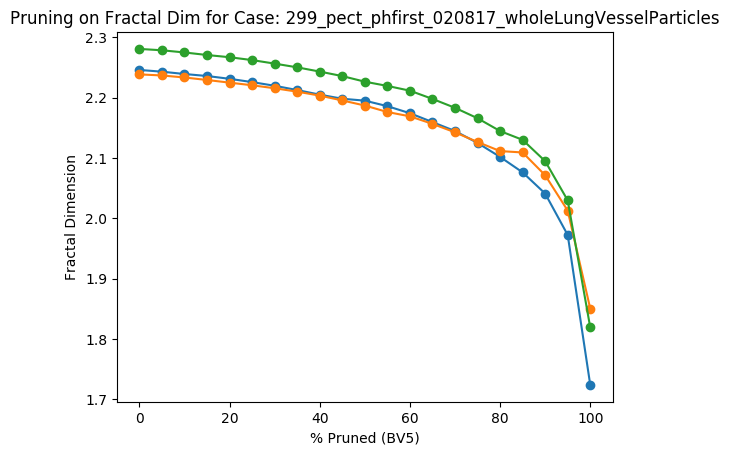 Pruning on Fractal Dim for Case: 299_pect_phfirst_020817_wholeLungVesselParticles
2.3
2.2
2.1
2.0
1.9
1.8
1.7
Fractal Dimension
0 20 40 60 80 100
% Pruned (BV5)